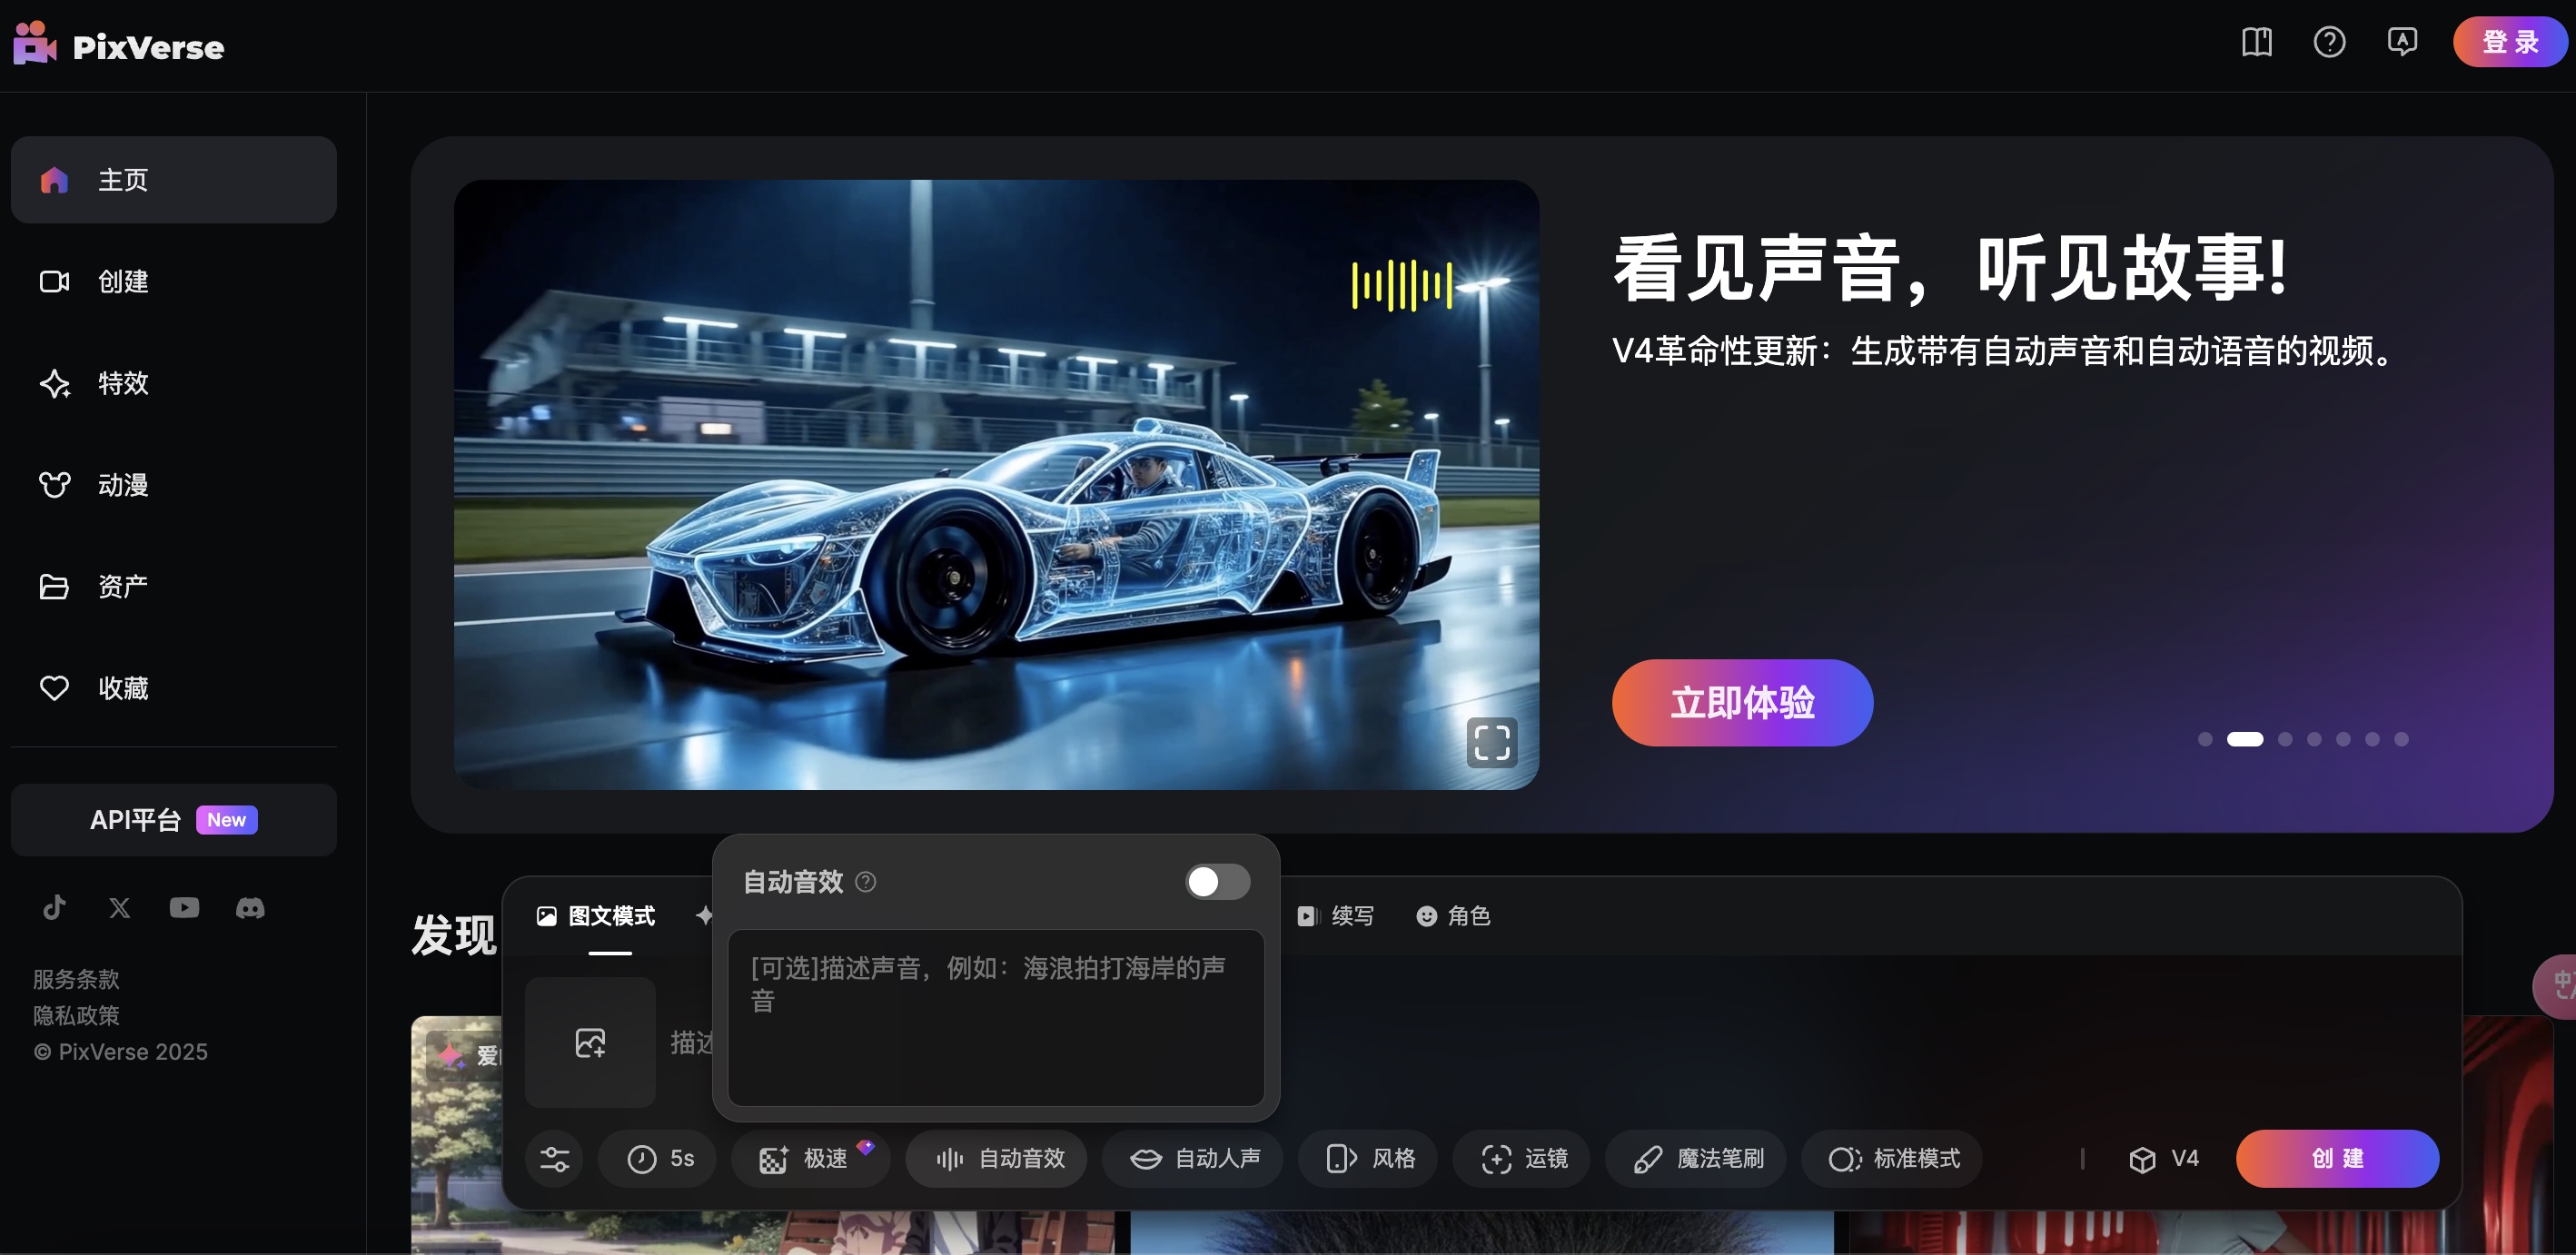 PixVerse
登 录
主页
创建
特效
动漫
资产
收藏
API平台 New
服务条款
隐私政策
© PixVerse 2025
看见声音，听见故事!
V4革命性更新：生成带有自动声音和自动语音的视频。
立即体验
发现
图文模式
续写
角色
自动音效
[可选]描述声音，例如：海浪拍打海岸的声
音
描述
爱
5s
极速
自动音效
自动人声
风格
运镜
魔法笔刷
标准模式
V4
创 建